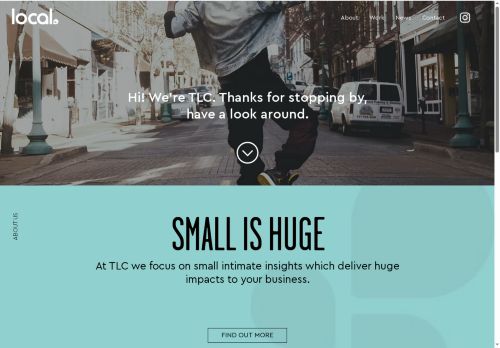 local.
About
Work
News
Contact
Hi! We're TLC. Thanks for stopping by,
have a look around.
ABOUT US
SMALL IS HUGE
At TLC we focus on small intimate insights which deliver huge
impacts to your business.
FIND OUT MORE